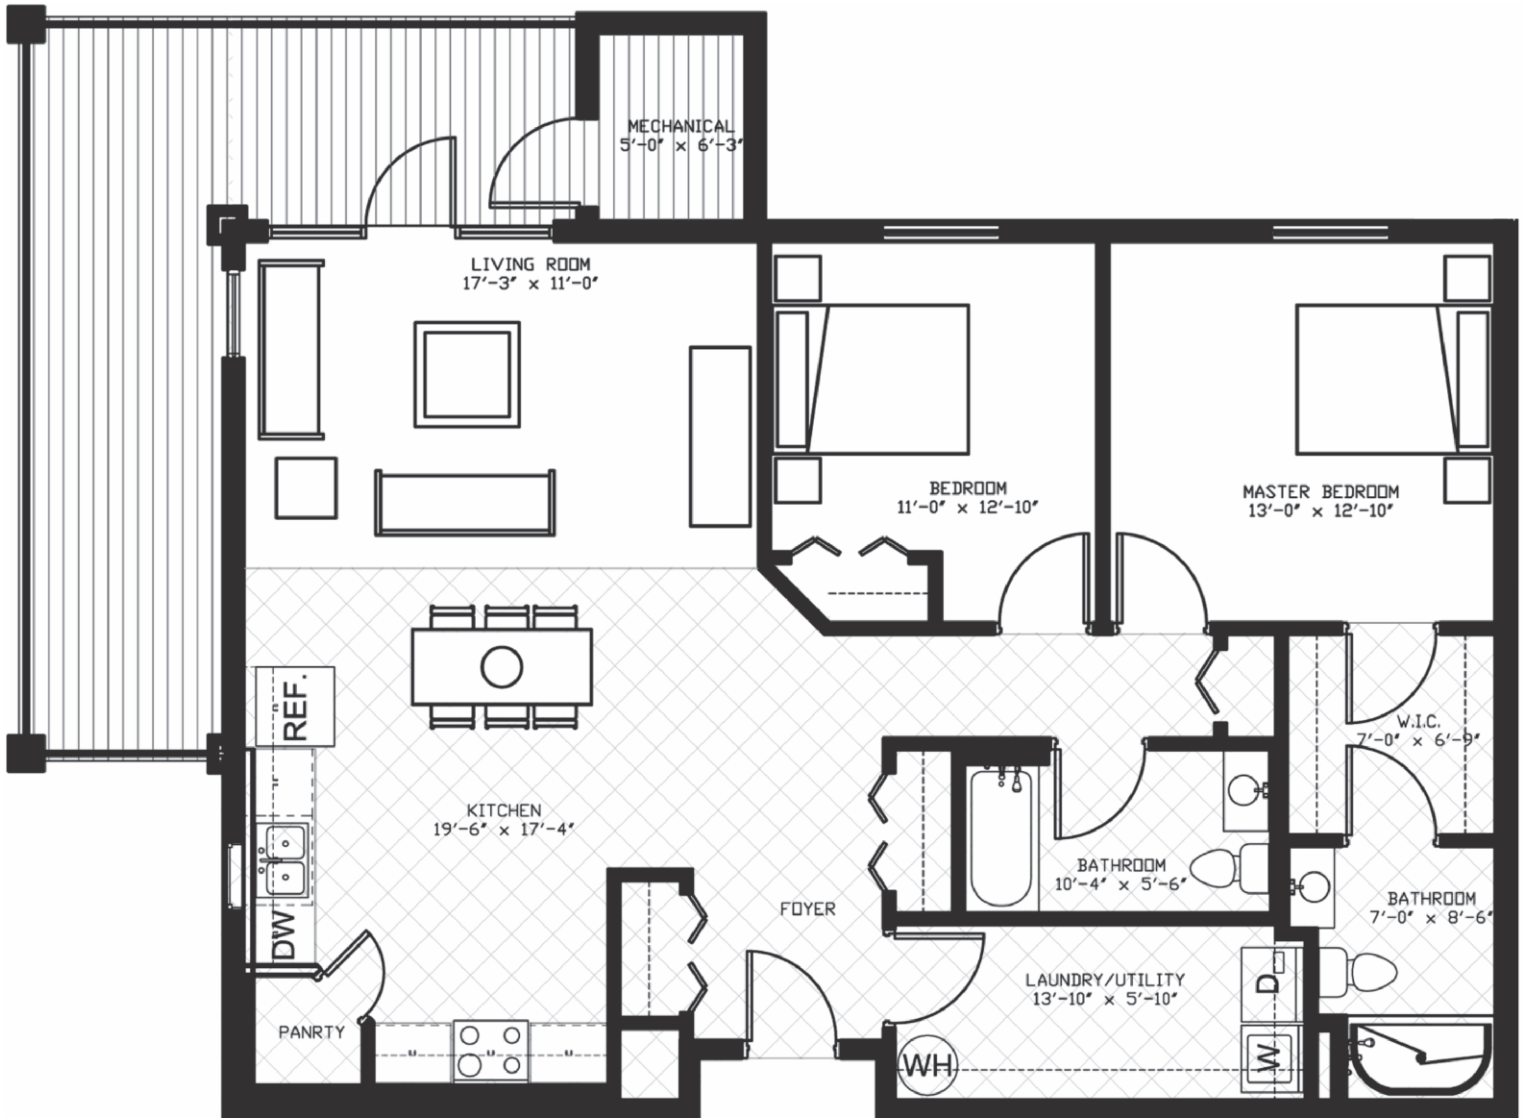 MECHANICAL
5'-0" x 6'-3"
LIVING ROOM
17'-3" x 11'-0"
BEDROOM
11'-0" x 12'-10"
MASTER BEDROOM
13'-0" x 12'-10"
REF.
W.I.C.
7'-0" x 6'-9"
KITCHEN
19'-6" x 17'-4"
BATHROOM
10'-4" x 5'-6"
BATHROOM
7'-0" x 8'-6"
FOYER
DW
LAUNDRY/UTILITY
13'-10" x 5'-10"
D
PANRTY
WH
W